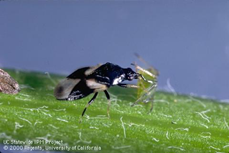 UC Statewide IPM Project
© 2000 Regents, University of California